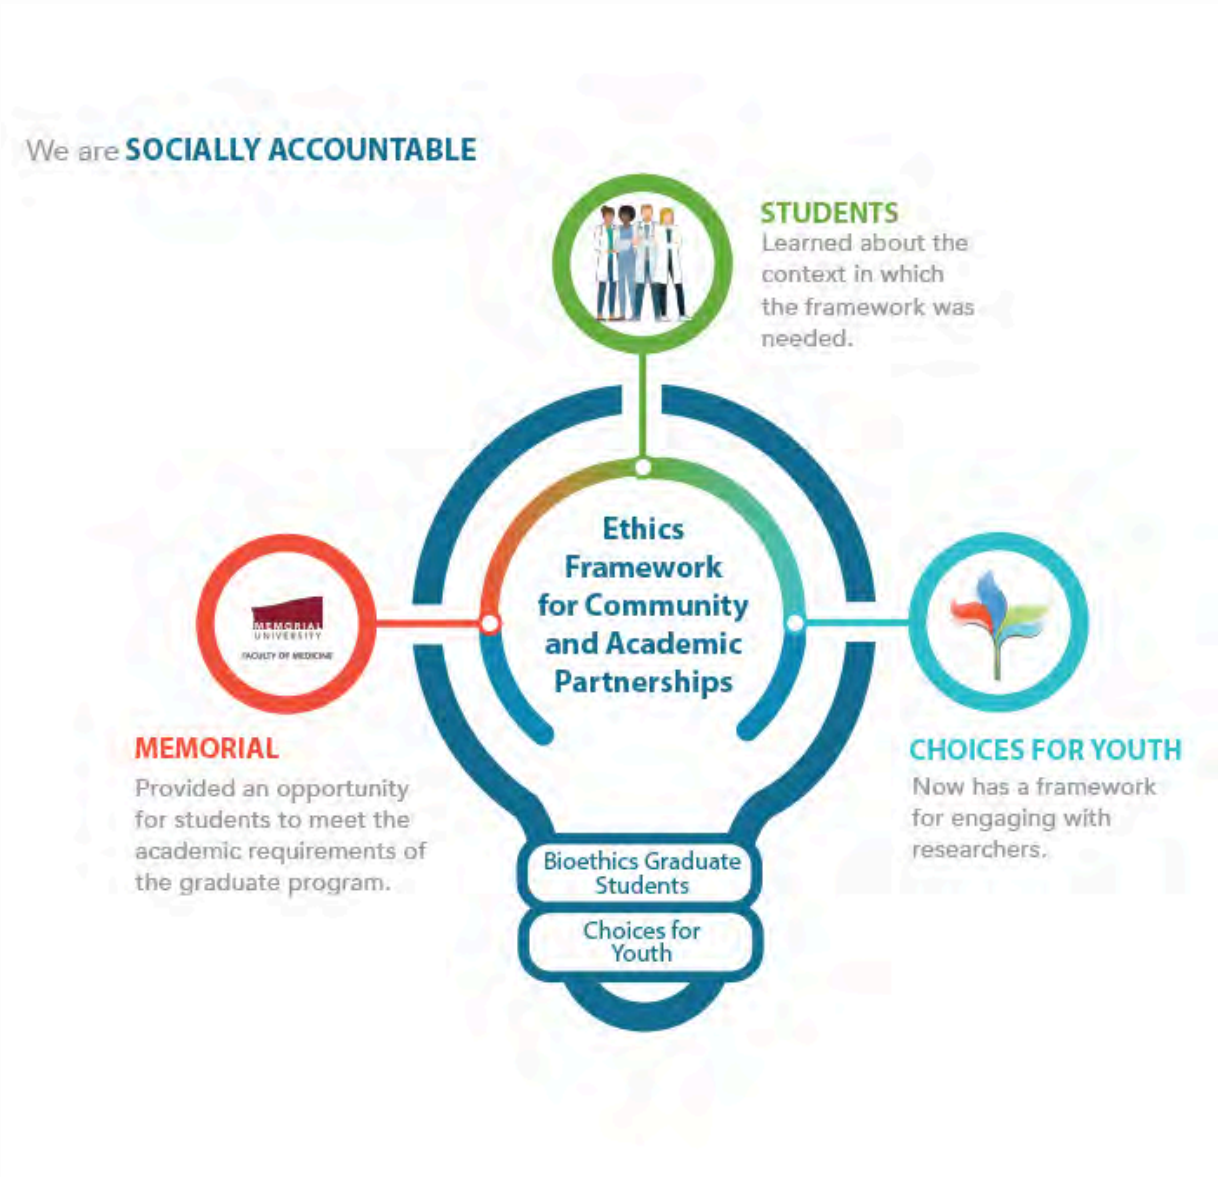 We are SOCIALLY ACCOUNTABLE
STUDENTS
Learned about the
context in which
the framework was
needed.
Ethics
Framework
for Community
and Academic
Partnerships
MEMORIAL
UNIVERSITY
FACULTY OF MEDICINE
MEMORIAL
Provided an opportunity
for students to meet the
academic requirements of
the graduate program.
CHOICES FOR YOUTH
Now has a framework
for engaging with
researchers.
Bioethics Graduate
Students
Choices for
Youth